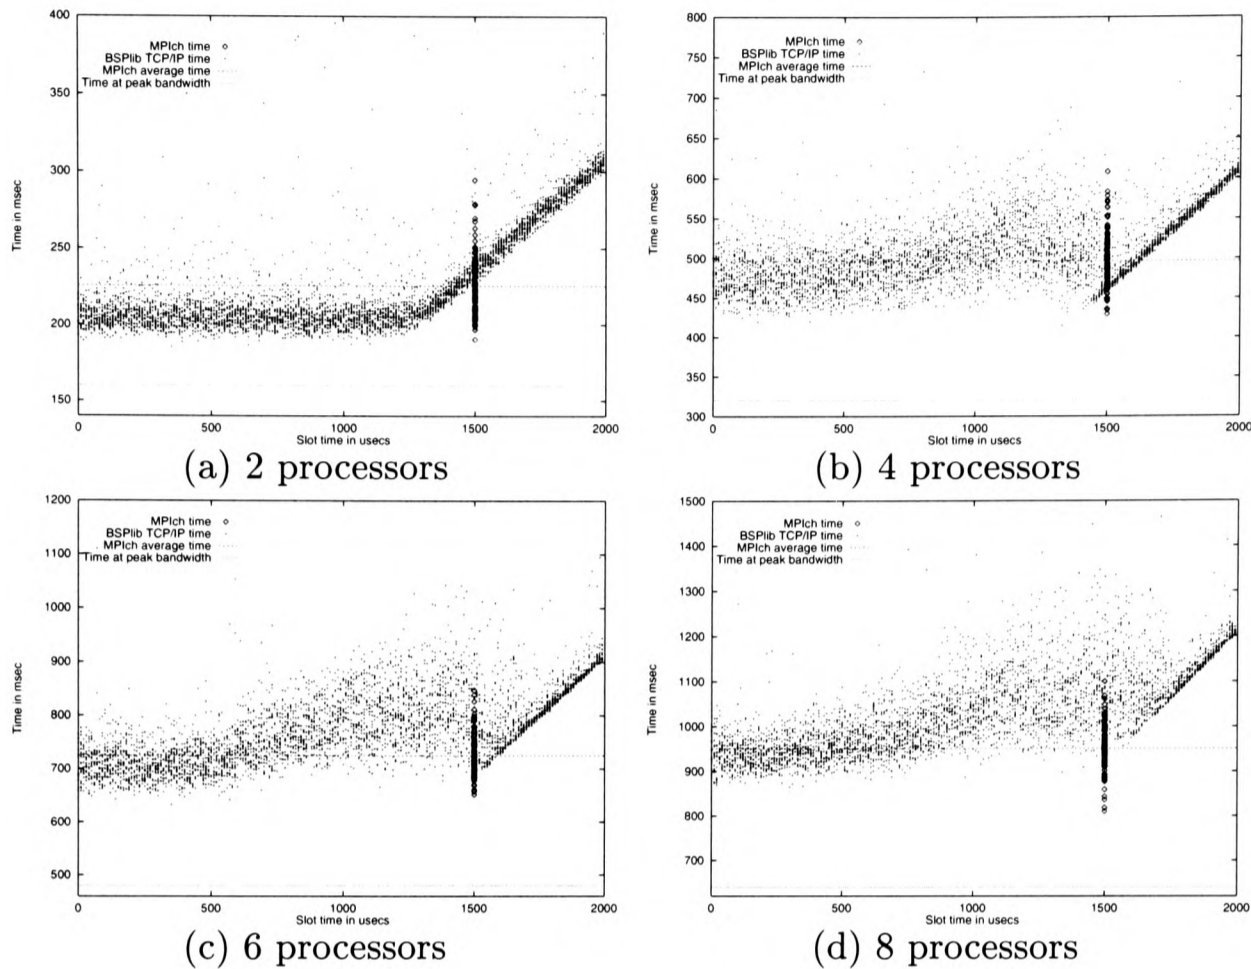 400
350
300
250
200
150
Time in msec
MPIch time
BSPlib TCP/IP time
MPIch average time
Time at peak bandwidth
0 500 1000 1500 2000
Slot time in usecs
(a) 2 processors
800
750
700
650
600
550
500
450
400
350
300
Time in msec
MPIch time
BSPlib TCP/IP time
MPIch average time
Time at peak bandwidth
0 500 1000 1500 2000
Slot time in usecs
(b) 4 processors
1200
1100
1000
900
800
700
600
500
Time in msec
MPIch time
BSPlib TCP/IP time
MPIch average time
Time at peak bandwidth
0 500 1000 1500 2000
Slot time in usecs
(c) 6 processors
1500
1400
1300
1200
1100
1000
900
800
700
Time in msec
MPIch time
BSPlib TCP/IP time
MPIch average time
Time at peak bandwidth
0 500 1000 1500 2000
Slot time in usecs
(d) 8 processors